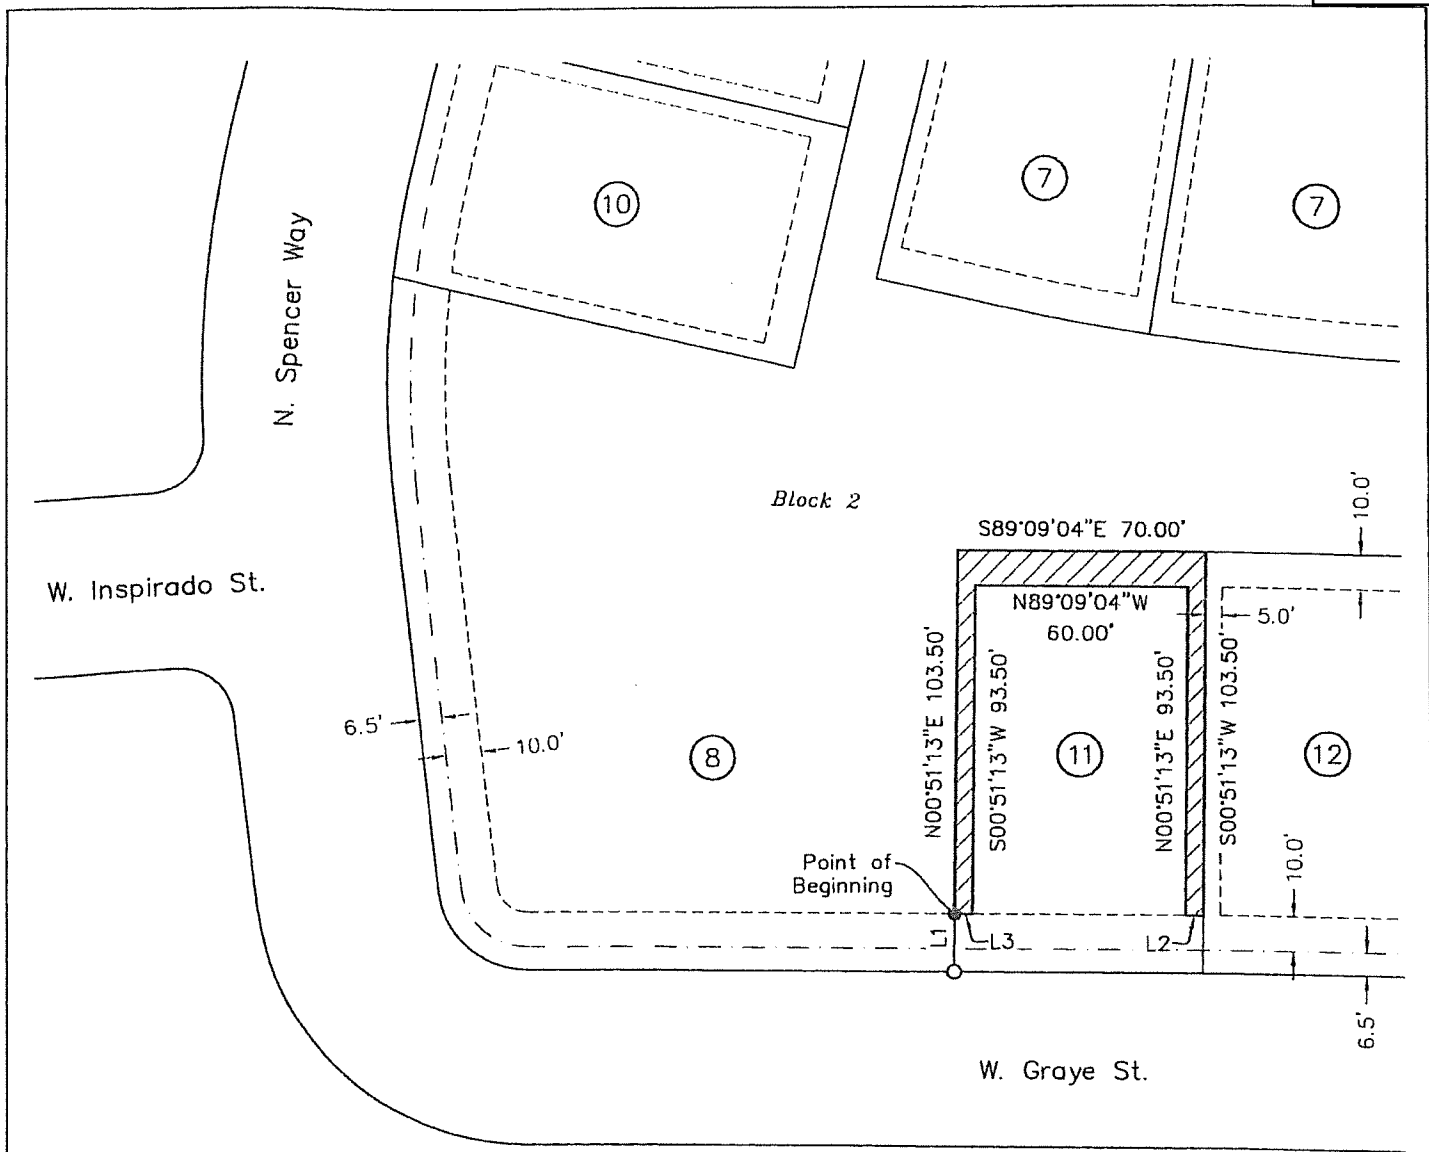 10
7
7
N. Spencer Way
Block 2
10.0'
S89°09'04"E 70.00'
W. Inspirado St.
N89°09'04"W
60.00'
5.0'
N00°51'13"E 103.50'
S00°51'13"W 93.50'
N00°51'13"E 93.50'
S00°51'13"W 103.50'
6.5'
10.0'
8
11
12
Point of
Beginning
10.0'
L1
L3
L2
6.5'
W. Graye St.